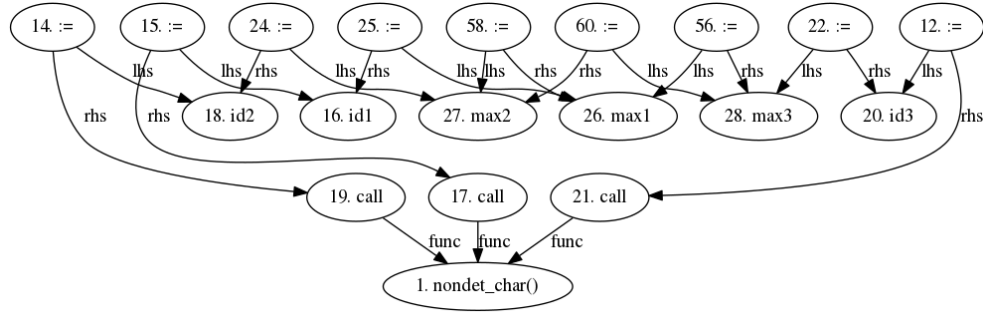 14. := 15. := 24. := 25. := 58. := 60. := 56. := 22. := 12. :=
lhs lhs rhs lhs rhs lhs lhs rhs rhs lhs lhs rhs lhs rhs lhs
18. id2 16. id1 27. max2 26. max1 28. max3 20. id3
rhs rhs rhs
19. call 17. call 21. call
func func func
1. nondet_char()